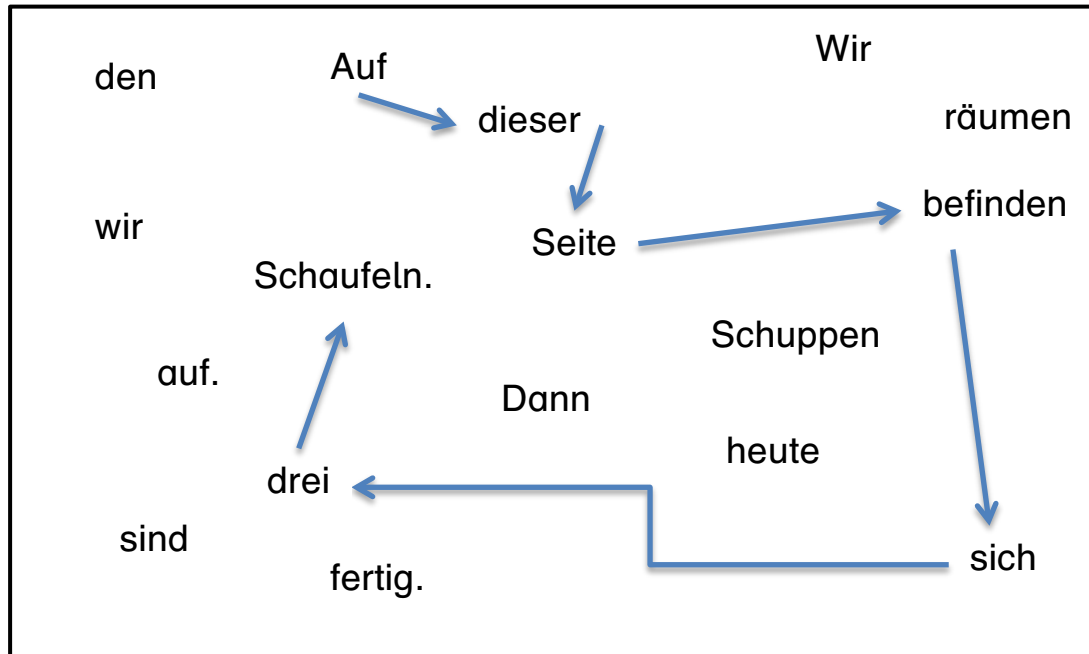 Wir
Auf
den
dieser
räumen
befinden
wir
Seite
Schaufeln.
Schuppen
auf.
Dann
heute
drei
sind
sich
fertig.